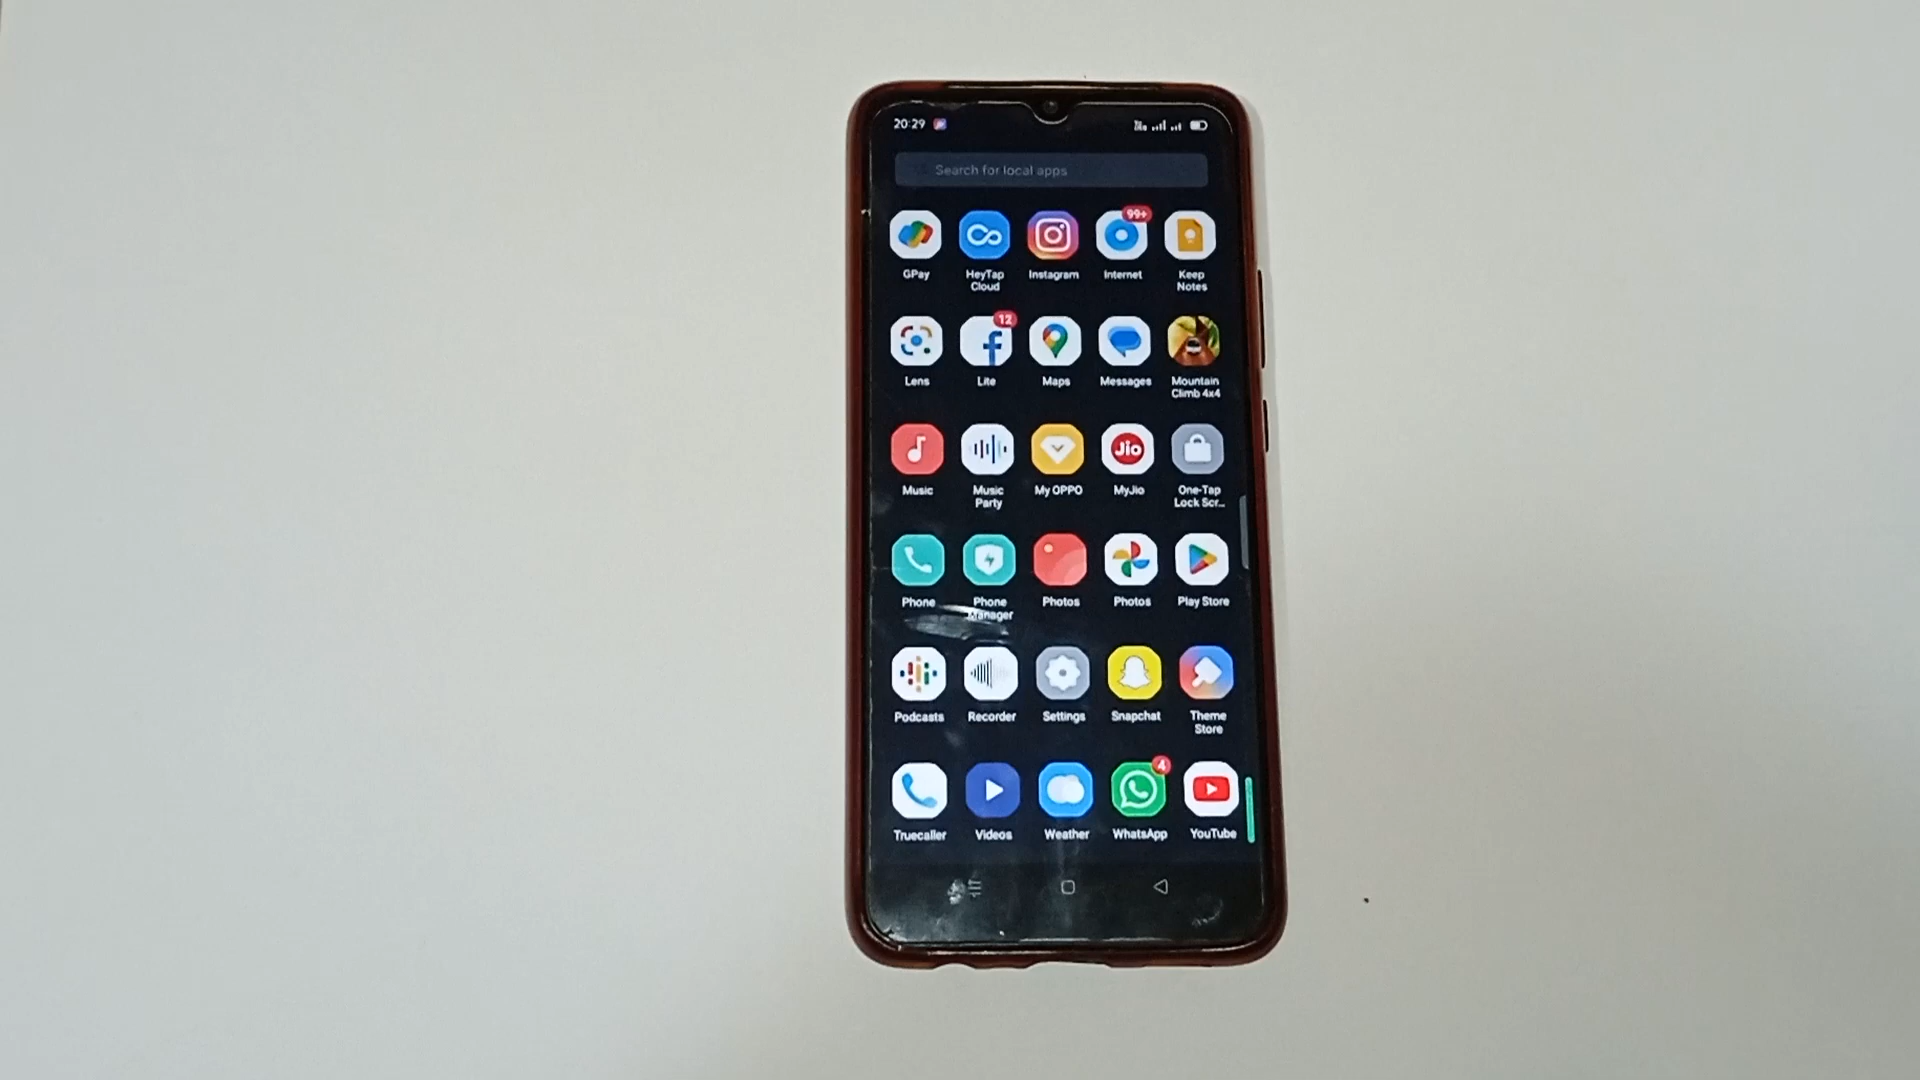 20:29
Search for local apps
99+
GPay HeyTap Cloud Instagram Internet Keep Notes
12
Lens Lite Maps Messages Mountain Climb 4x4
Jio
Music Music Party My OPPO MyJio One-Tap Lock Scr...
Phone Phone Manager Photos Photos Play Store
Podcasts Recorder Settings Snapchat Theme Store
4
Truecaller Videos Weather WhatsApp YouTube